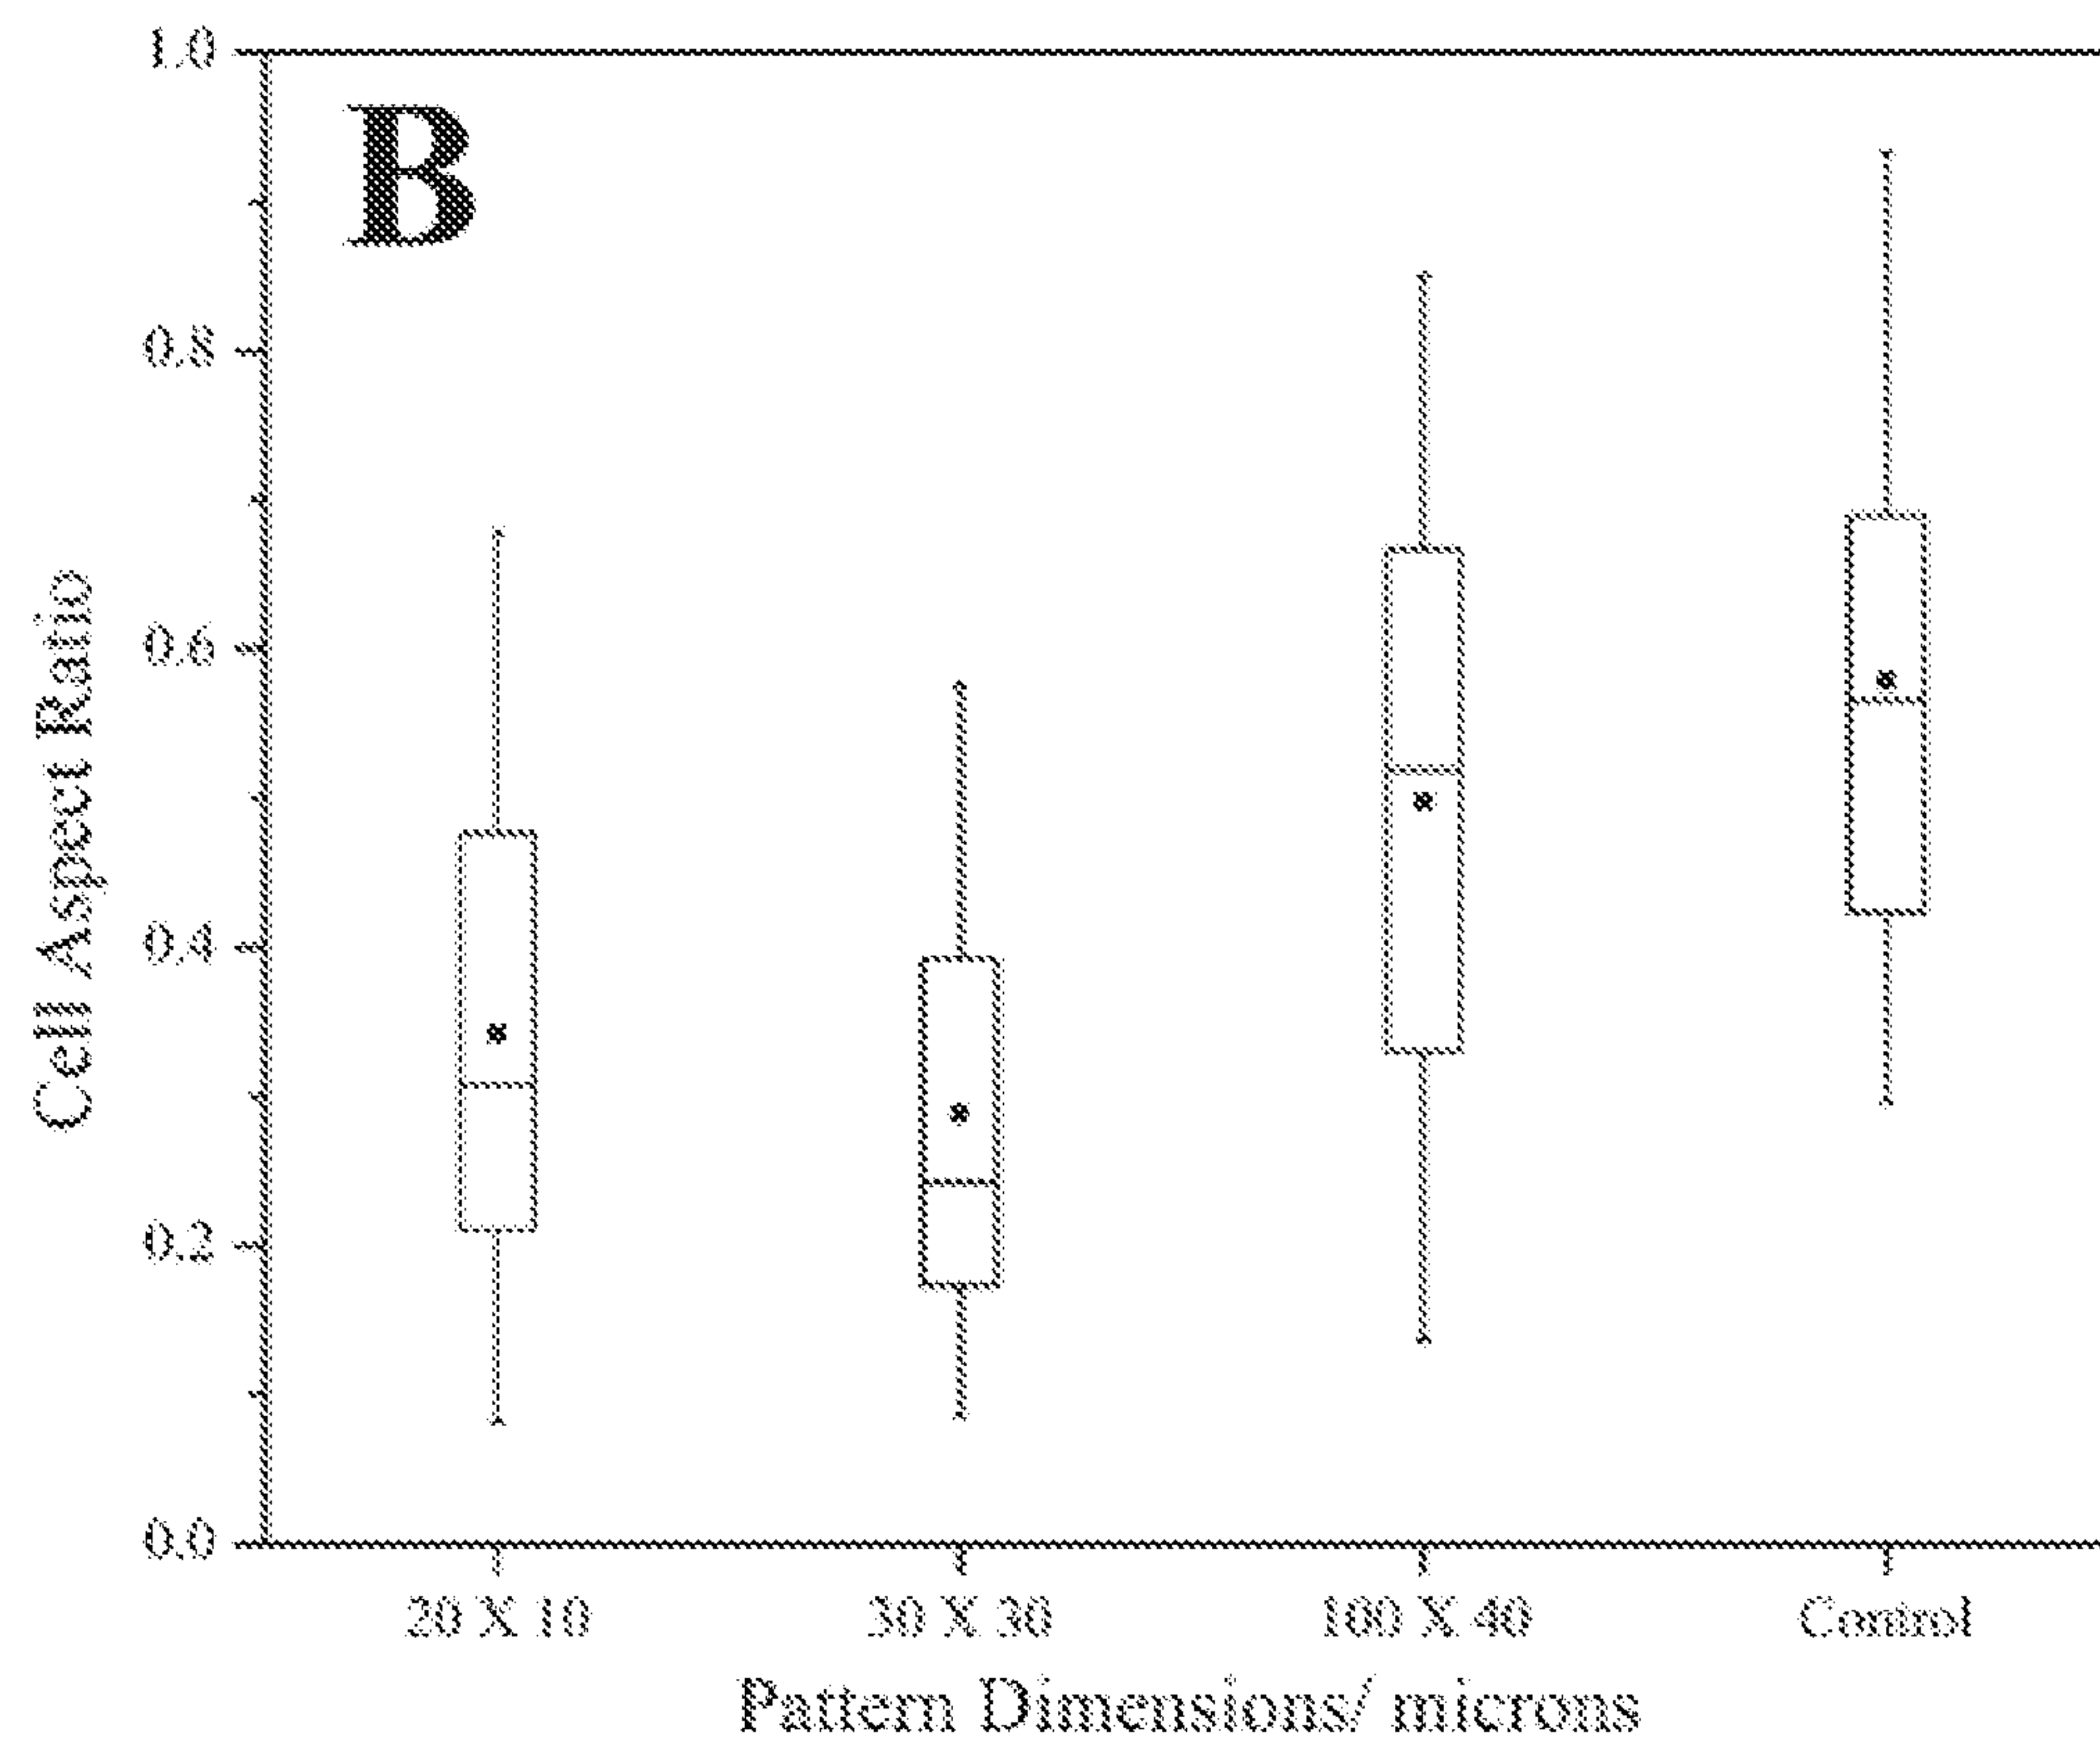 B
1.0
0.8
0.6
0.4
0.2
0.0
Cell Aspect Ratio
20 X 10
30 X 30
100 X 40
Control
Pattern Dimensions/ microns